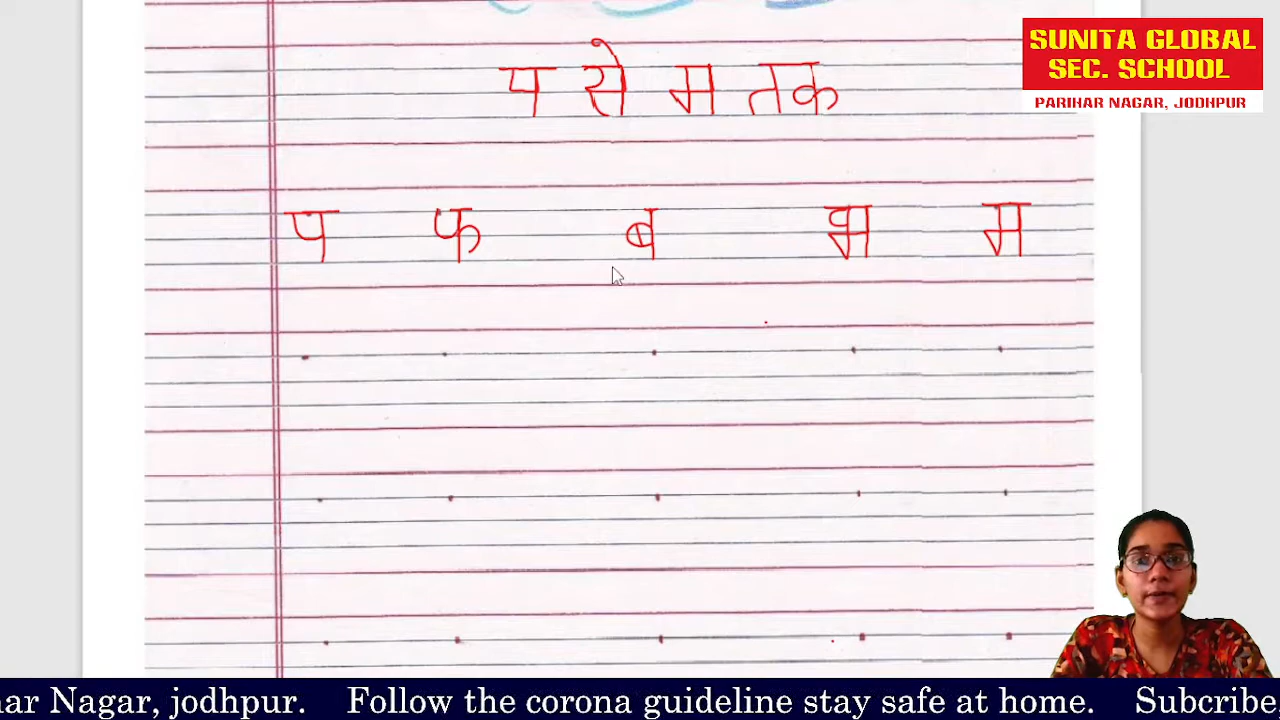 SUNITA GLOBAL
SEC. SCHOOL
PARIHAR NAGAR, JODHPUR
प से म तक
प फ ब भ म
ar Nagar, jodhpur. Follow the corona guideline stay safe at home. Subscribe